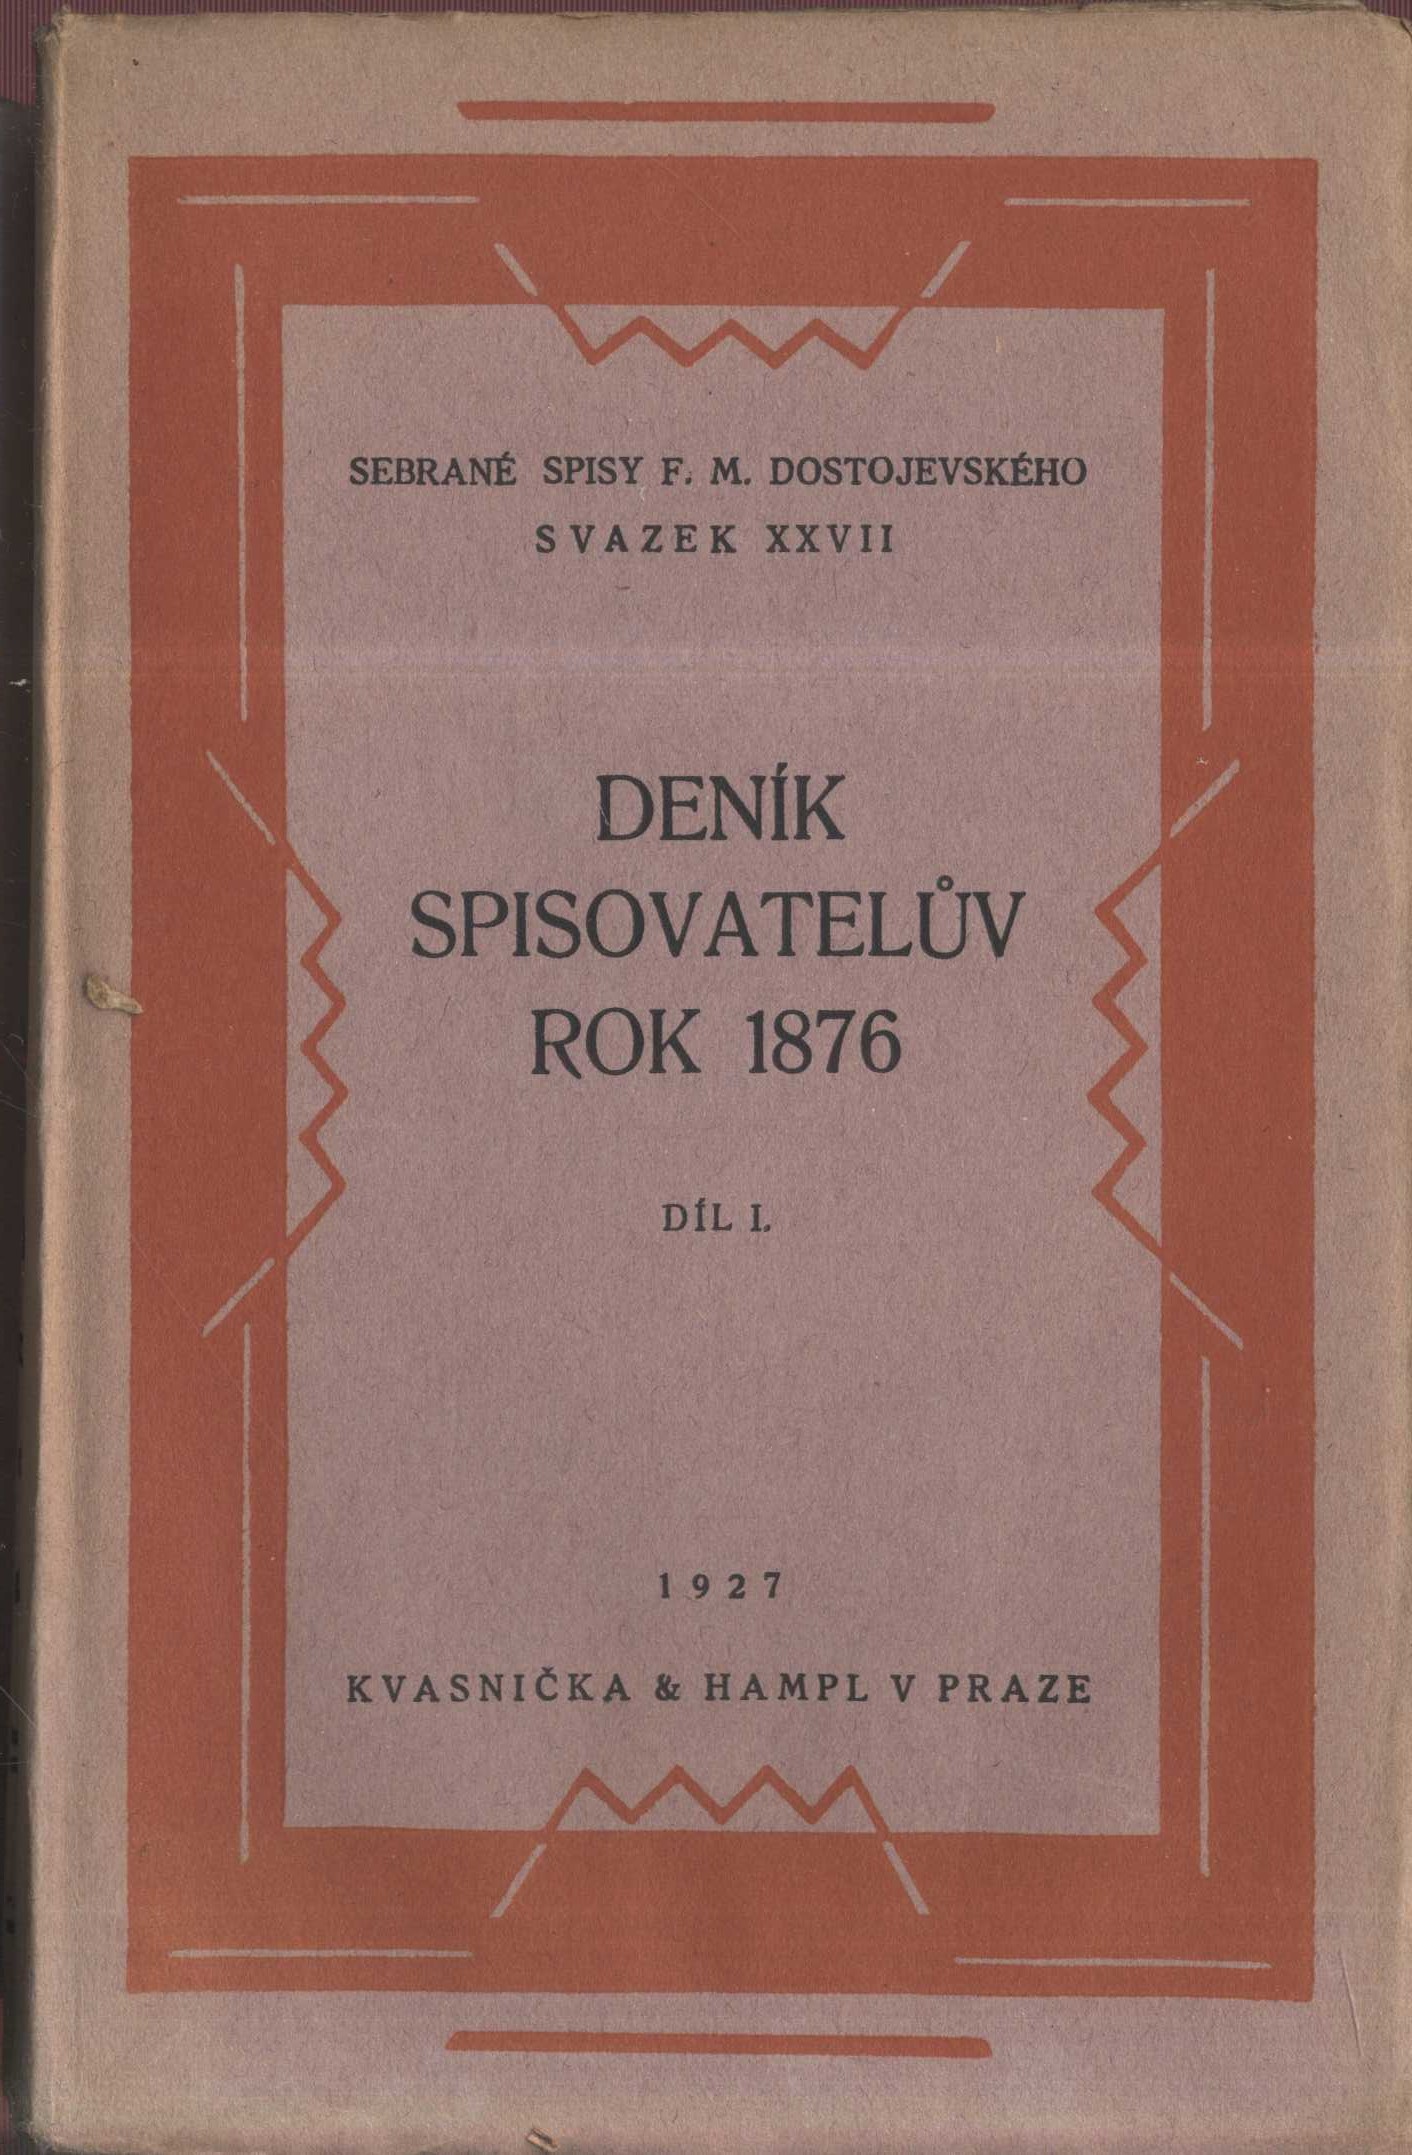 SEBRANÉ SPISY F. M. DOSTOJEVSKÉHO
SVAZEK XXVII
DENÍK
SPISOVATELŮV
ROK 1876
DÍL I.
1927
KVASNIČKA & HAMPL V PRAZE